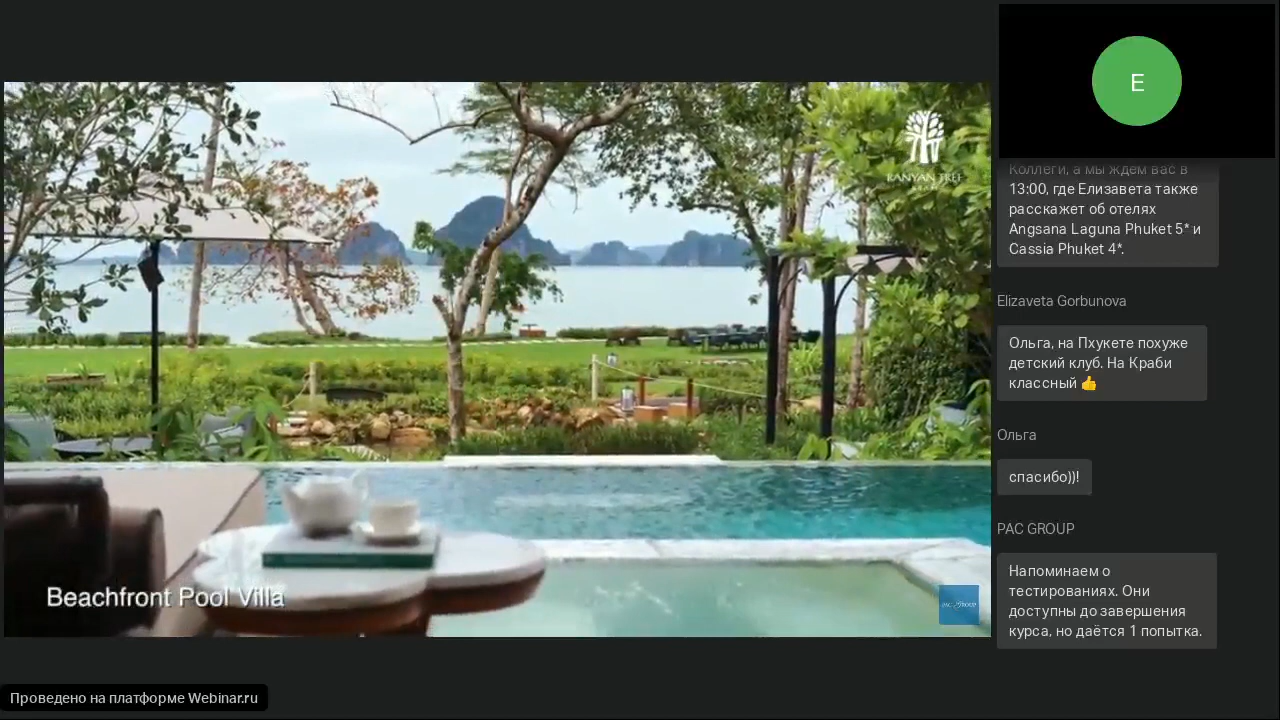 BANYAN TREE
Beachfront Pool Villa
PAC GROUP
Проведено на платформе Webinar.ru
E
Коллеги, а мы ждем вас в
13:00, где Елизавета также
расскажет об отелях
Angsana Laguna Phuket 5* и
Cassia Phuket 4*.
Elizaveta Gorbunova
Ольга, на Пхукете похуже
детский клуб. На Краби
классный 👍
Ольга
спасибо))!
PAC GROUP
Напоминаем о
тестированиях. Они
доступны до завершения
курса, но даётся 1 попытка.